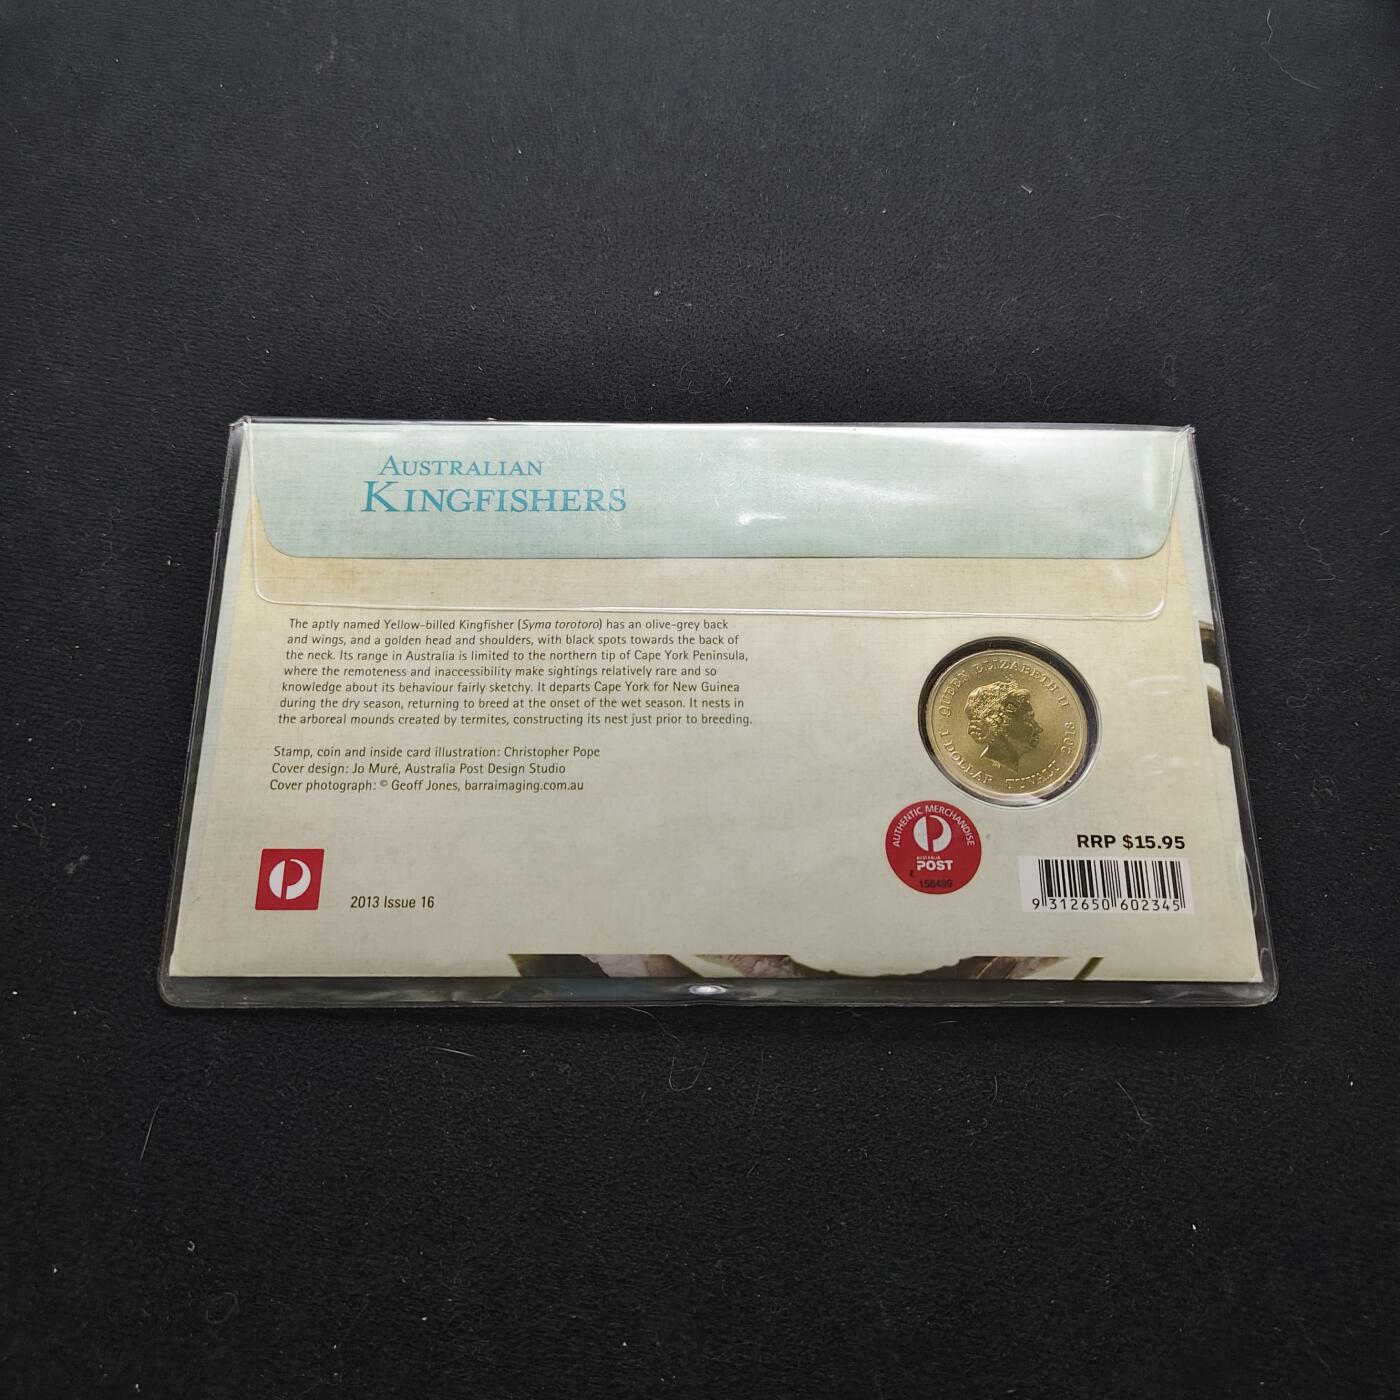 AUSTRALIAN
KINGFISHERS
The aptly named Yellow-billed Kingfisher (Syma torotoro) has an olive-grey back
and wings, and a golden head and shoulders, with black spots towards the back of
the neck. Its range in Australia is limited to the northern tip of Cape York Peninsula,
where the remoteness and inaccessibility make sightings relatively rare and so
knowledge about its behaviour fairly sketchy. It departs Cape York for New Guinea
during the dry season, returning to breed at the onset of the wet season. It nests in
the arboreal mounds created by termites, constructing its nest just prior to breeding.
Stamp, coin and inside card illustration: Christopher Pope
Cover design: Jo Muré, Australia Post Design Studio
Cover photograph: © Geoff Jones, barraimaging.com.au
2013 Issue 16
QUEEN ELIZABETH II
2013
1 DOLLAR TUVALU
AUTHENTIC MERCHANDISE
AUSTRALIA
POST
E
158489
RRP $15.95
9 312650 602345